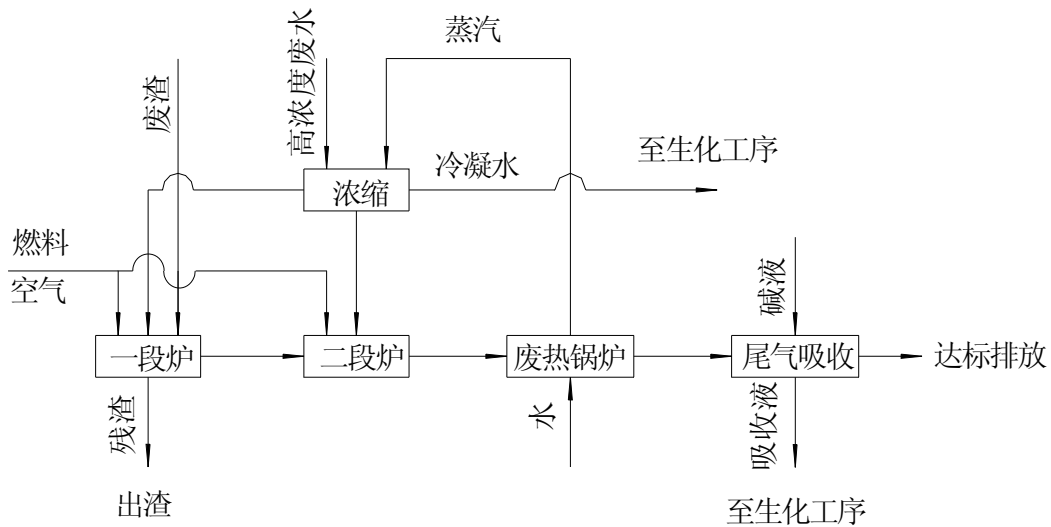 蒸汽
废渣
高浓度废水
冷凝水
至生化工序
浓缩
燃料
空气
碱液
一段炉
二段炉
废热锅炉
尾气吸收
达标排放
残渣
水
吸收液
出渣
至生化工序